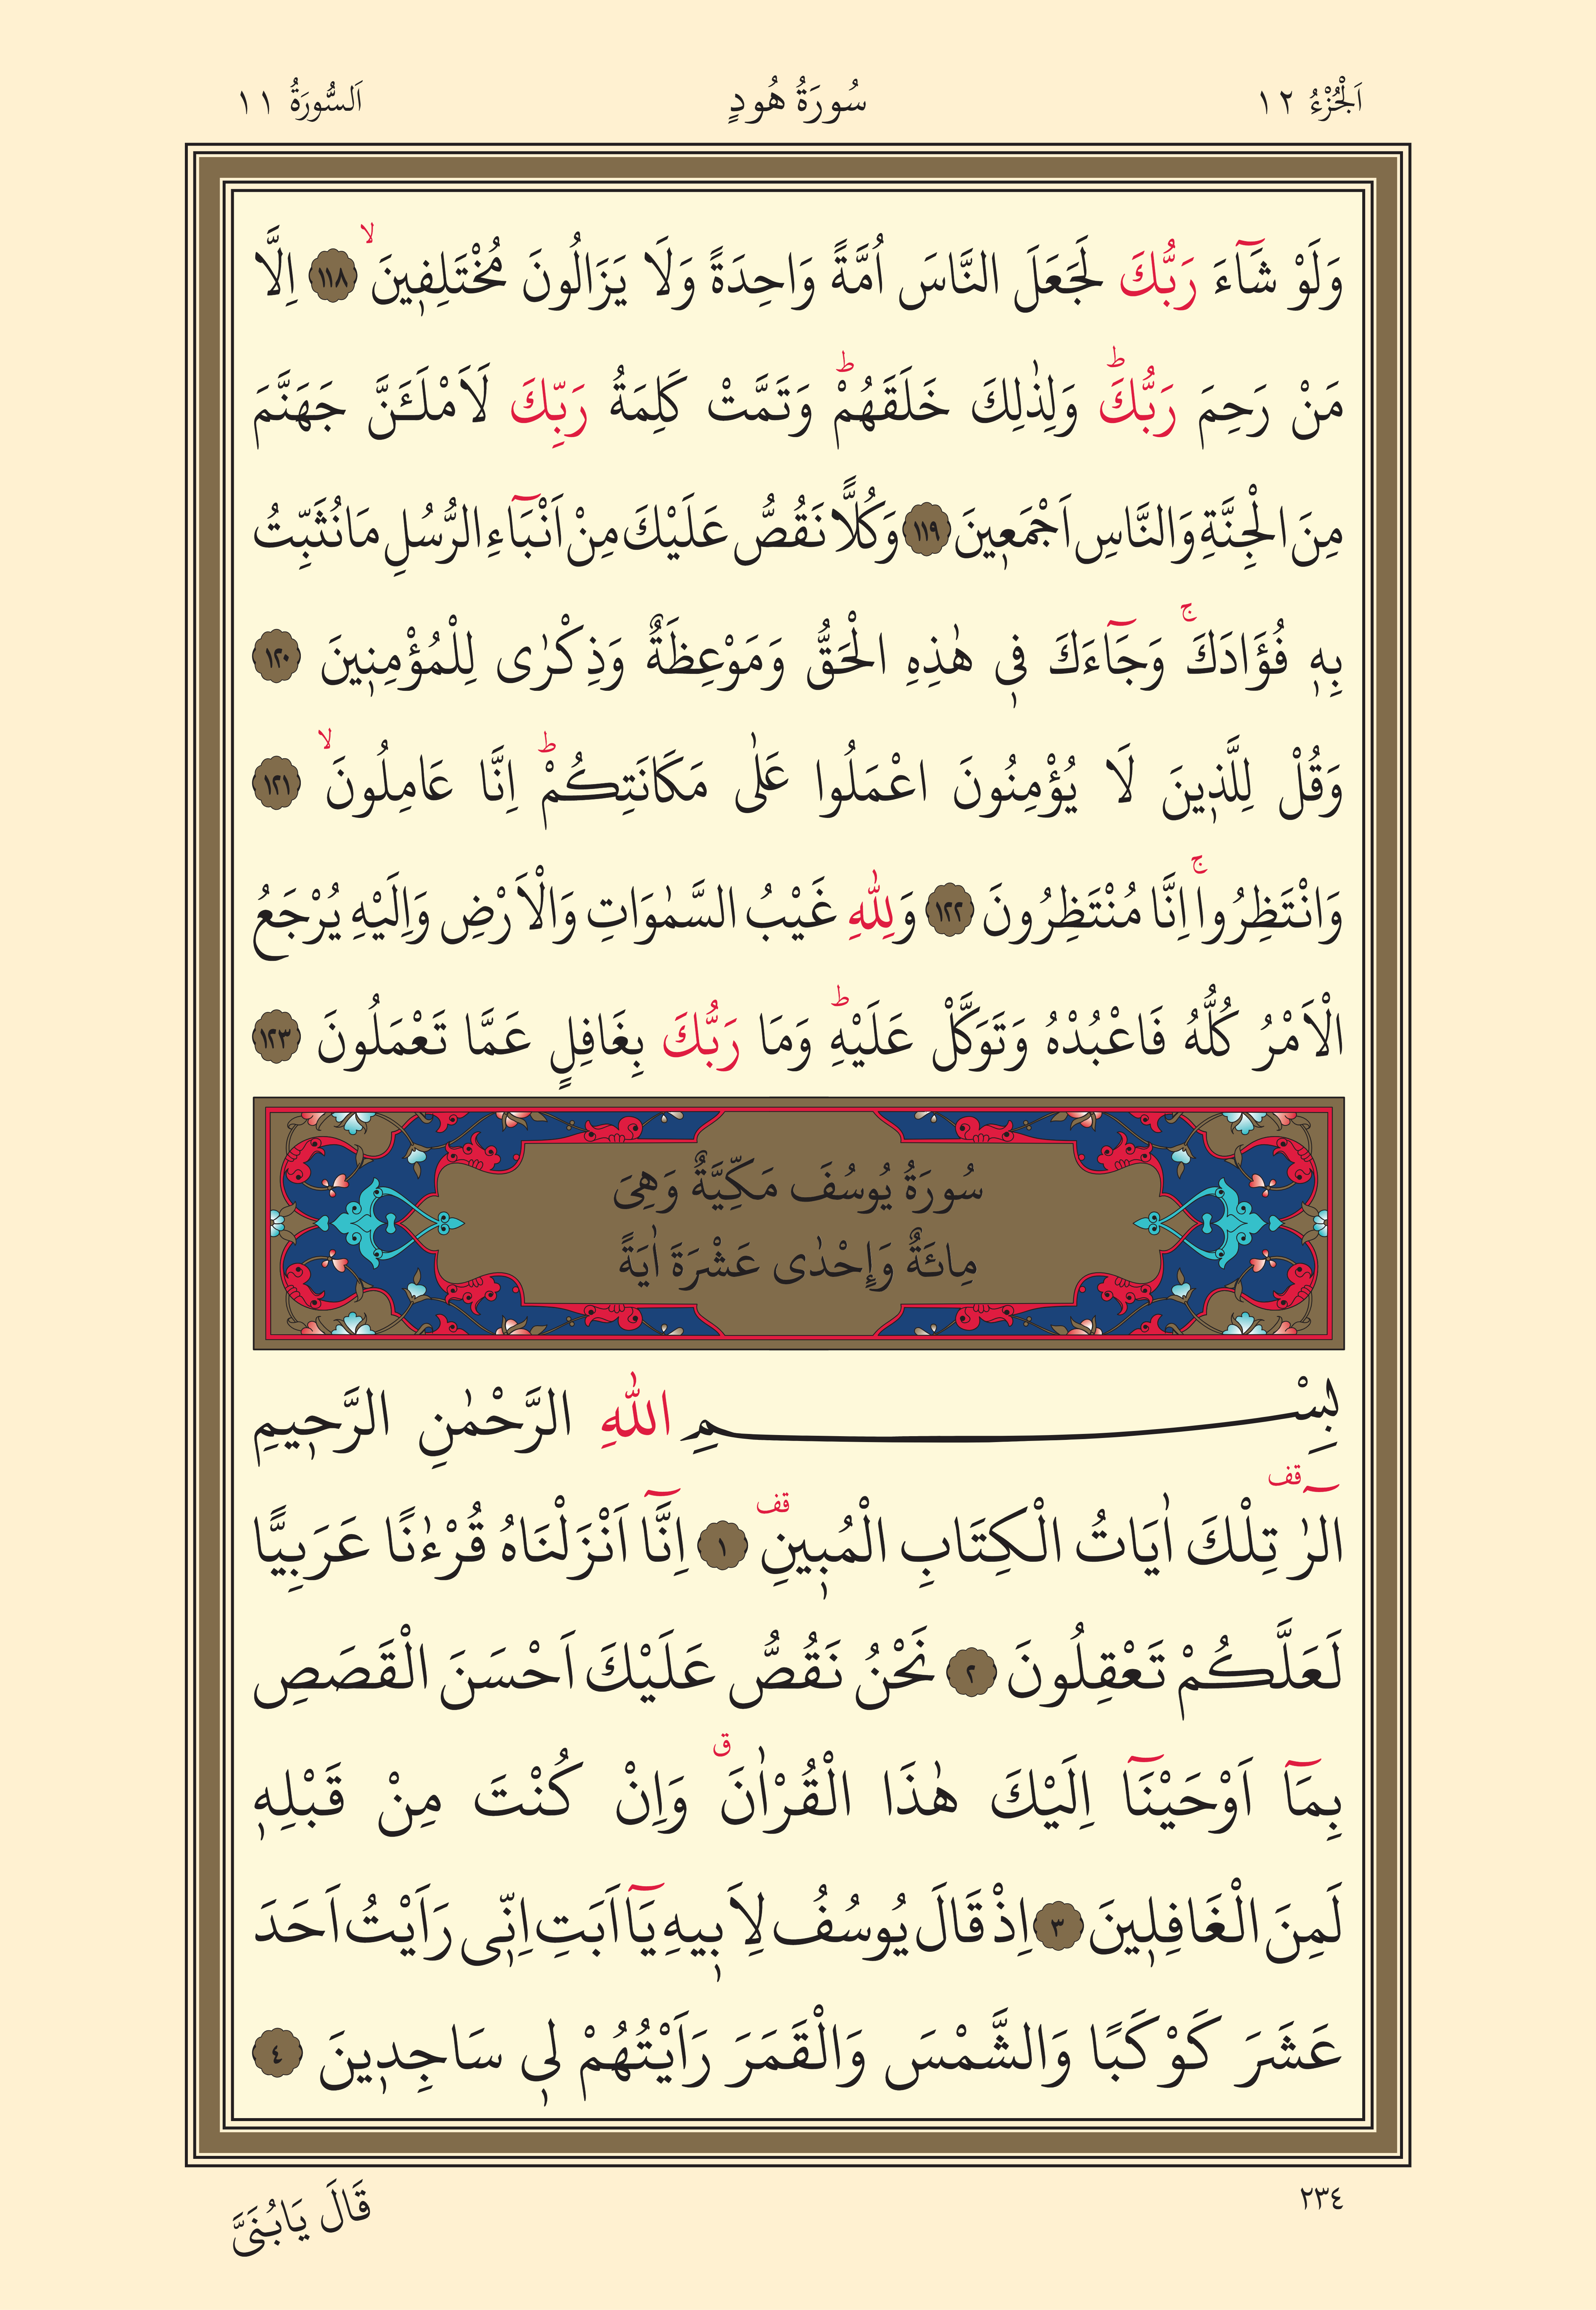 اَلْجُزْءُ ١٢ سُورَةُ هُودٍ اَلسُّورَةُ ١١
وَلَوْ شَٓاءَ رَبُّكَ لَجَعَلَ النَّاسَ اُمَّةً وَاحِدَةً وَلَا يَزَالُونَ مُخْتَلِف۪ينَۙ ١١٨ اِلَّا
مَنْ رَحِمَ رَبُّكَۜ وَلِذٰلِكَ خَلَقَهُمْۜ وَتَمَّتْ كَلِمَةُ رَبِّكَ لَاَمْلَـَٔنَّ جَهَنَّمَ
مِنَ الْجِنَّةِ وَالنَّاسِ اَجْمَع۪ينَ ١١٩ وَكُلًّا نَقُصُّ عَلَيْكَ مِنْ اَنْبَٓاءِ الرُّسُلِ مَا نُثَبِّتُ
بِه۪ فُؤَادَكَۚ وَجَٓاءَكَ ف۪ي هٰذِهِ الْحَقُّ وَمَوْعِظَةٌ وَذِكْرٰى لِلْمُؤْمِن۪ينَ ١٢٠
وَقُلْ لِلَّذ۪ينَ لَا يُؤْمِنُونَ اعْمَلُوا عَلٰى مَكَانَتِكُمْۜ اِنَّا عَامِلُونَۙ ١٢١
وَانْتَظِرُواۚ اِنَّا مُنْتَظِرُونَ ١٢٢ وَلِلّٰهِ غَيْبُ السَّمٰوَاتِ وَالْاَرْضِ وَاِلَيْهِ يُرْجَعُ
الْاَمْرُ كُلُّهُ فَاعْبُدْهُ وَتَوَكَّلْ عَلَيْهِۜ وَمَا رَبُّكَ بِغَافِلٍ عَمَّا تَعْمَلُونَ ١٢٣
سُورَةُ يُوسُفَ مَكِّيَّةٌ وَهِىَ
مِائَةٌ وَإِحْدٰى عَشْرَةَ اٰيَةً
بِسْمِ اللّٰهِ الرَّحْمٰنِ الرَّح۪يمِ
الٓرٰ۠ تِلْكَ اٰيَاتُ الْكِتَابِ الْمُب۪ينِ۠ ١ اِنَّٓا اَنْزَلْنَاهُ قُرْءٰنًا عَرَبِيًّا
لَعَلَّكُمْ تَعْقِلُونَ ٢ نَحْنُ نَقُصُّ عَلَيْكَ اَحْسَنَ الْقَصَصِ
بِمَٓا اَوْحَيْنَٓا اِلَيْكَ هٰذَا الْقُرْاٰنَۗ وَاِنْ كُنْتَ مِنْ قَبْلِه۪
لَمِنَ الْغَافِل۪ينَ ٣ اِذْ قَالَ يُوسُفُ لِاَب۪يهِ يَٓا اَبَتِ اِنّ۪ى رَاَيْتُ اَحَدَ
عَشَرَ كَوْكَبًا وَالشَّمْسَ وَالْقَمَرَ رَاَيْتُهُمْ ل۪ى سَاجِد۪ينَ ٤
٢٣٤ قَالَ يَابُنَىَّ